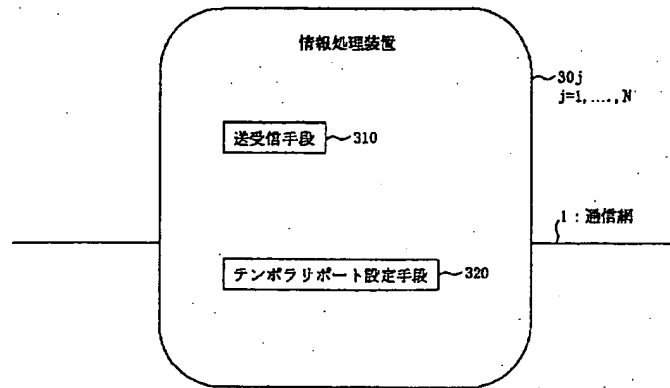 情報処理装置
30j
j=1, ...., N
送受信手段
310
1:通信網
テンポラリポート設定手段
320